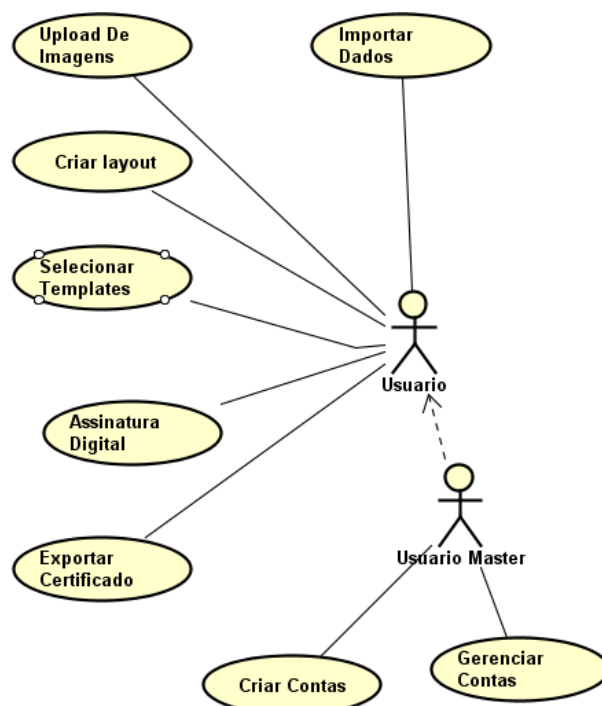 Upload De
Imagens
Importar
Dados
Criar layout
Selecionar
Templates
Usuario
Assinatura
Digital
Exportar
Certificado
Usuario Master
Criar Contas
Gerenciar
Contas